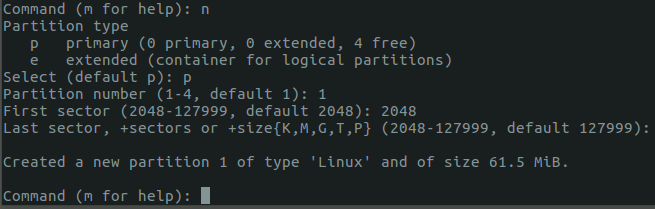 Command (m for help): n
Partition type
p primary (0 primary, 0 extended, 4 free)
e extended (container for logical partitions)
Select (default p): p
Partition number (1-4, default 1): 1
First sector (2048-127999, default 2048): 2048
Last sector, +sectors or +size{K,M,G,T,P} (2048-127999, default 127999):
Created a new partition 1 of type 'Linux' and of size 61.5 MiB.
Command (m for help):